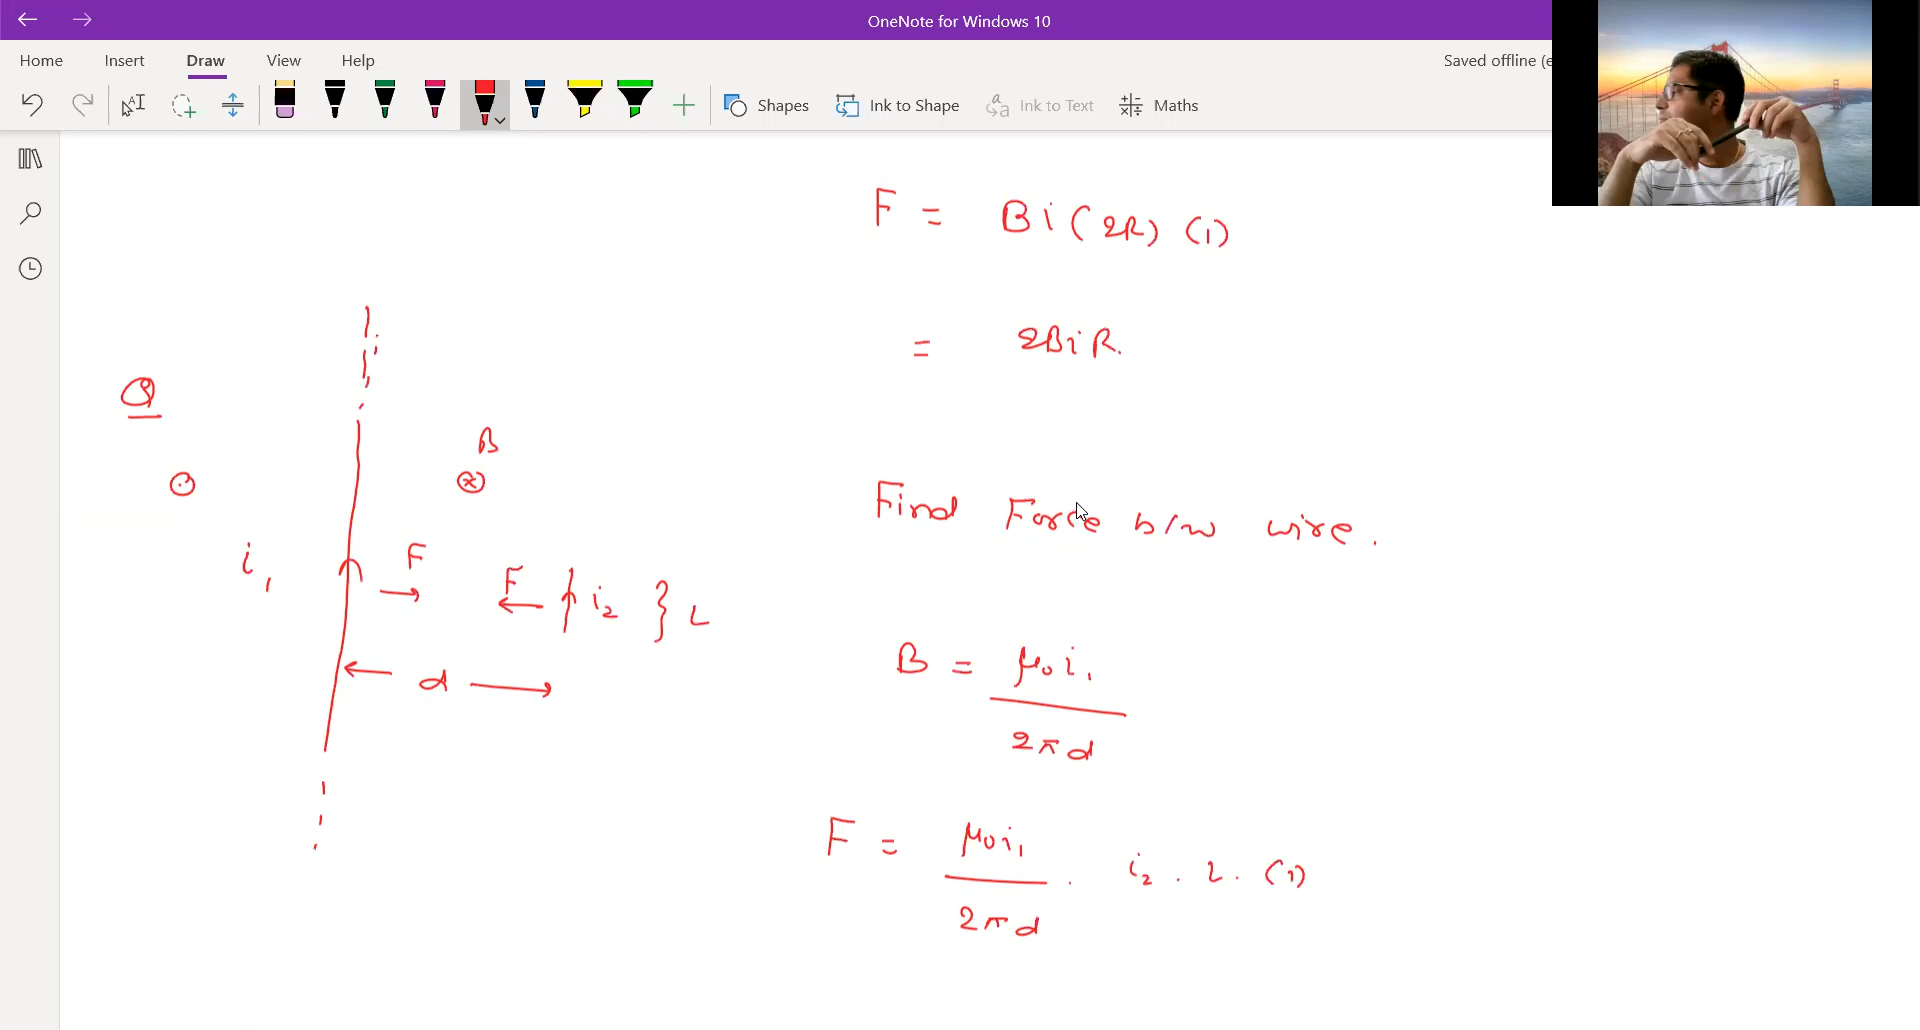 OneNote for Windows 10
Home Insert Draw View Help
Saved offline (e
Shapes Ink to Shape Ink to Text Maths
F = Bi(2R) (1)
= 2BiR.
Q
B
Find Force b/w wire.
i₁ F
F i₂ } L
d
B = μ₀i₁
2πd
F = μ₀i₁ . i₂ . L . (1)
2πd